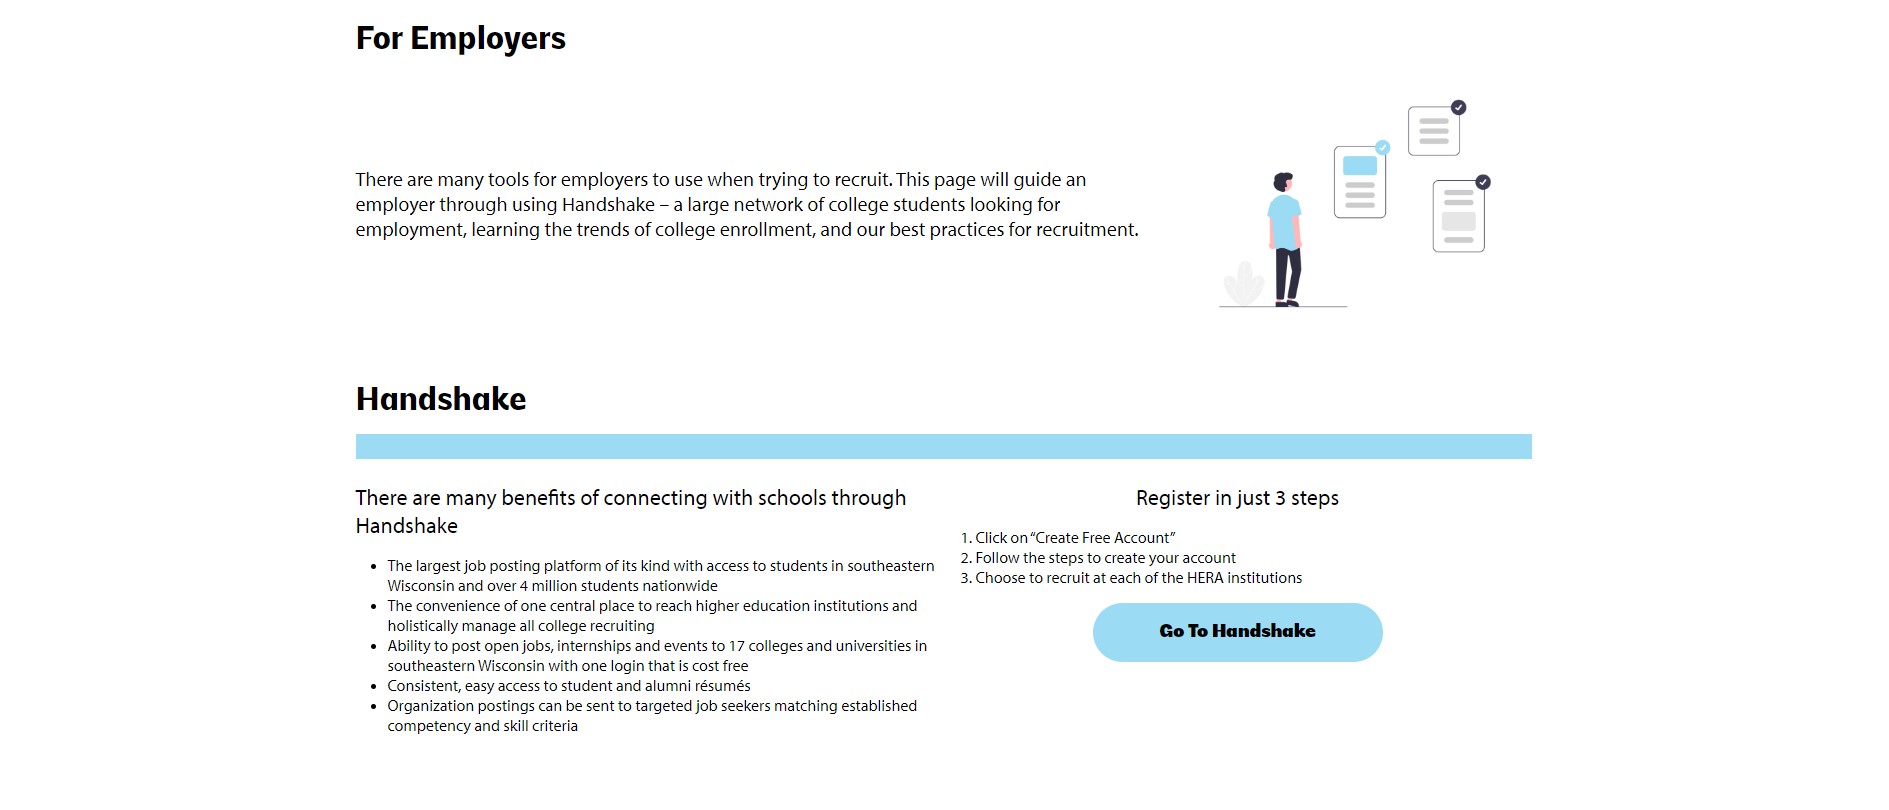 For Employers
There are many tools for employers to use when trying to recruit. This page will guide an
employer through using Handshake – a large network of college students looking for
employment, learning the trends of college enrollment, and our best practices for recruitment.
Handshake
There are many benefits of connecting with schools through
Handshake
• The largest job posting platform of its kind with access to students in southeastern
Wisconsin and over 4 million students nationwide
• The convenience of one central place to reach higher education institutions and
holistically manage all college recruiting
• Ability to post open jobs, internships and events to 17 colleges and universities in
southeastern Wisconsin with one login that is cost free
• Consistent, easy access to student and alumni résumés
• Organization postings can be sent to targeted job seekers matching established
competency and skill criteria
Register in just 3 steps
1. Click on “Create Free Account”
2. Follow the steps to create your account
3. Choose to recruit at each of the HERA institutions
Go To Handshake